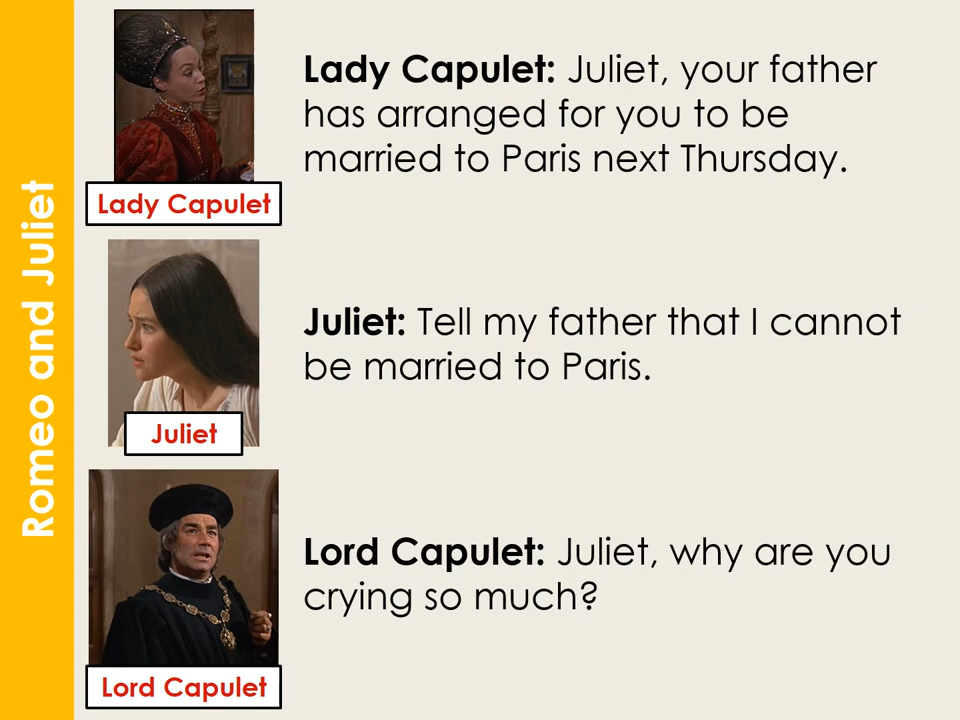 Romeo and Juliet
Lady Capulet: Juliet, your father
has arranged for you to be
married to Paris next Thursday.
Lady Capulet
Juliet: Tell my father that I cannot
be married to Paris.
Juliet
Lord Capulet: Juliet, why are you
crying so much?
Lord Capulet